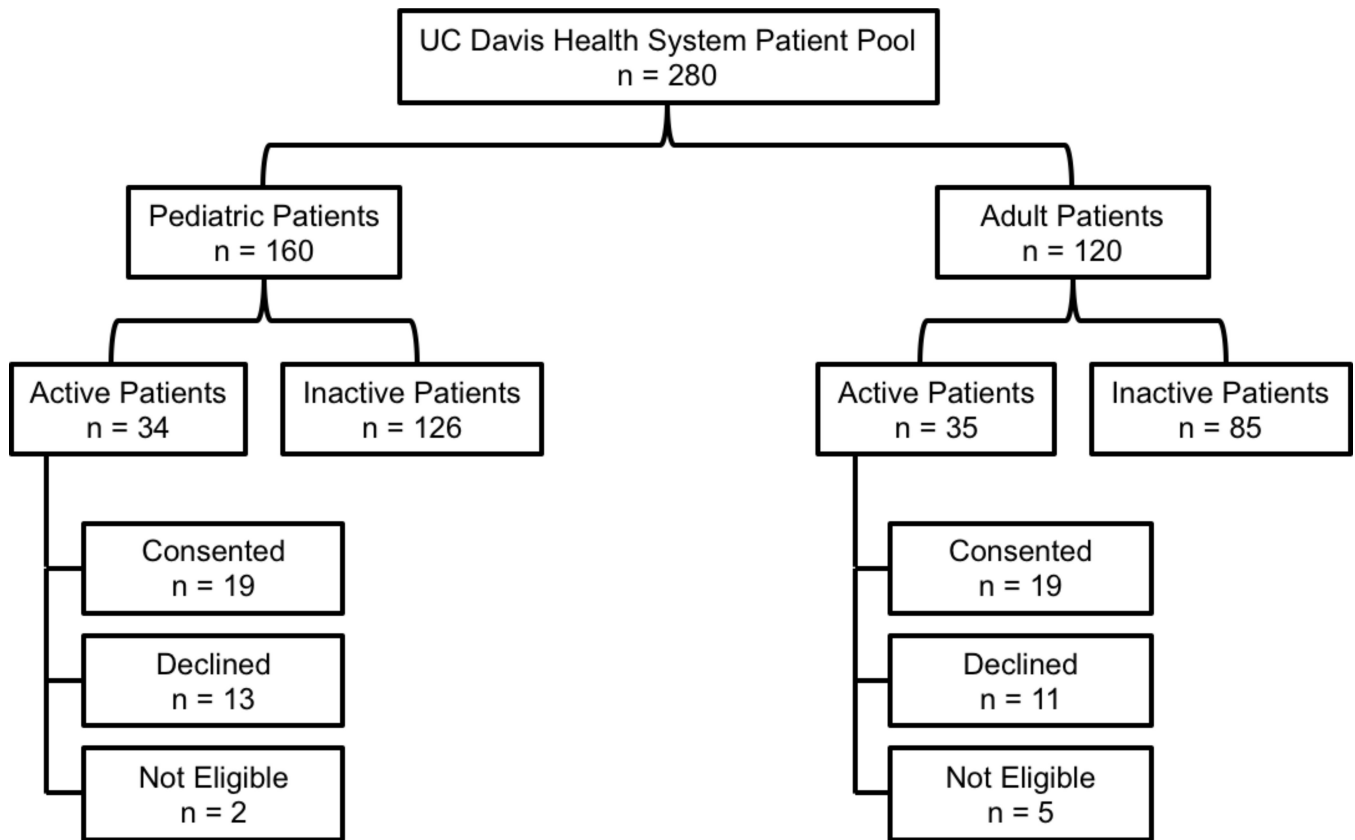 UC Davis Health System Patient Pool
n = 280
Pediatric Patients
n = 160
Adult Patients
n = 120
Active Patients
n = 34
Inactive Patients
n = 126
Active Patients
n = 35
Inactive Patients
n = 85
Consented
n = 19
Declined
n = 13
Not Eligible
n = 2
Consented
n = 19
Declined
n = 11
Not Eligible
n = 5